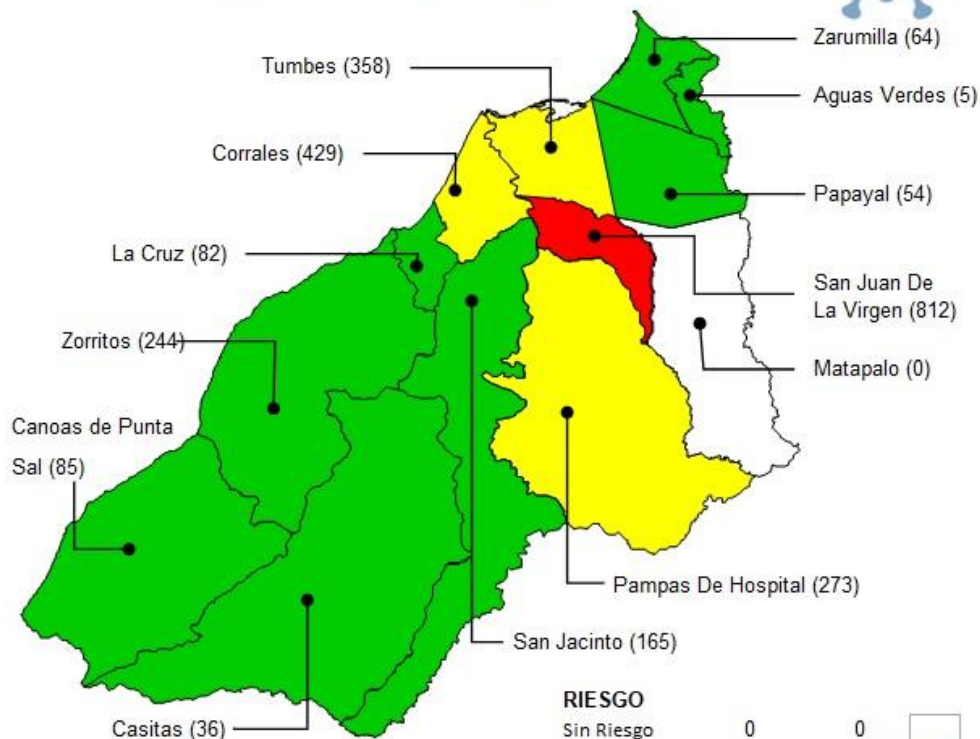 Zarumilla (64)
Tumbes (358)
Aguas Verdes (5)
Corrales (429)
Papayal (54)
La Cruz (82)
San Juan De
La Virgen (812)
Zorritos (244)
Matapalo (0)
Canoas de Punta
Sal (85)
Pampas De Hospital (273)
San Jacinto (165)
Casitas (36)
RIESGO
Sin Riesgo 0 0